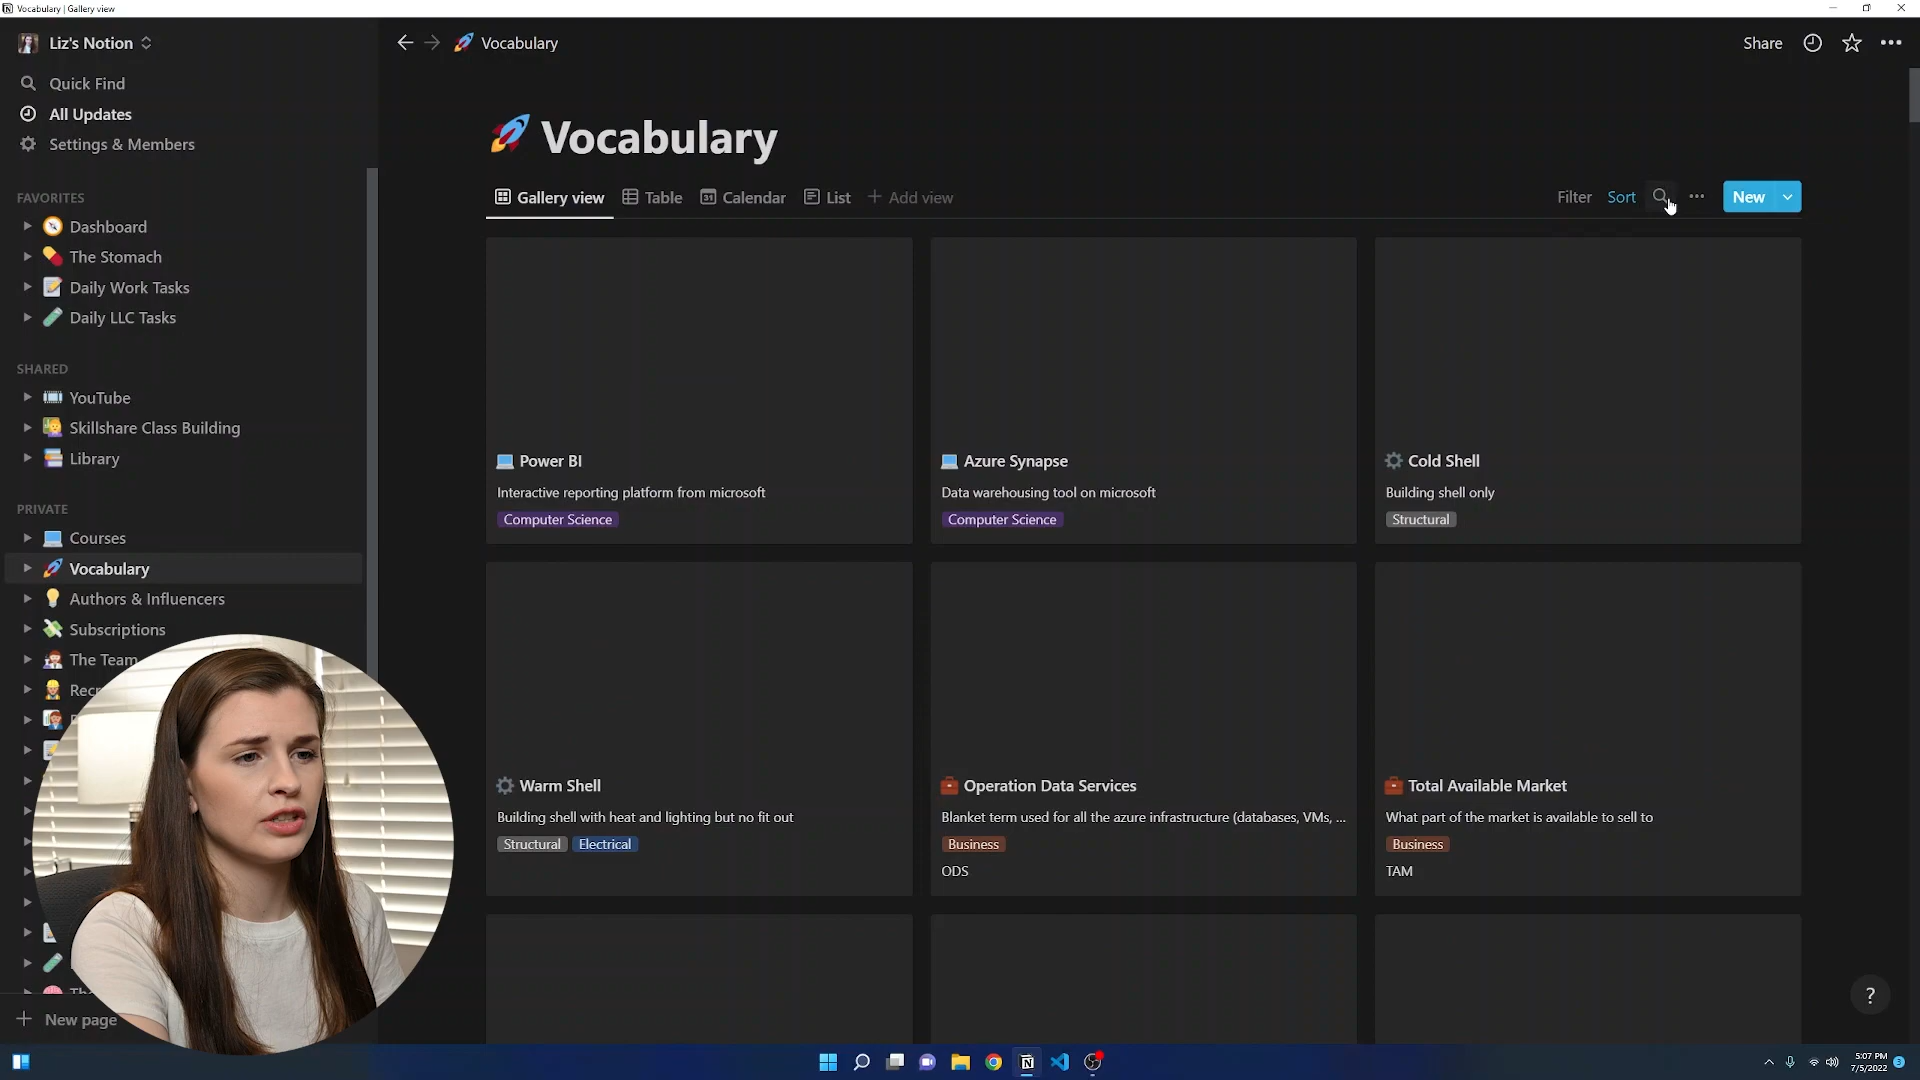 Vocabulary | Gallery view
Liz's Notion
Vocabulary
Share
Quick Find
All Updates
Settings & Members
Vocabulary
Gallery view
Table
Calendar
List
Add view
Filter
Sort
New
FAVORITES
Dashboard
The Stomach
Daily Work Tasks
Daily LLC Tasks
SHARED
YouTube
Skillshare Class Building
Library
PRIVATE
Courses
Vocabulary
Authors & Influencers
Subscriptions
The Team
New page
Power BI
Interactive reporting platform from microsoft
Computer Science
Azure Synapse
Data warehousing tool on microsoft
Computer Science
Cold Shell
Building shell only
Structural
Warm Shell
Building shell with heat and lighting but no fit out
Structural Electrical
Operation Data Services
Blanket term used for all the azure infrastructure (databases, VMs, ...
Business
ODS
Total Available Market
What part of the market is available to sell to
Business
TAM
?
5:07 PM
7/5/2022
3